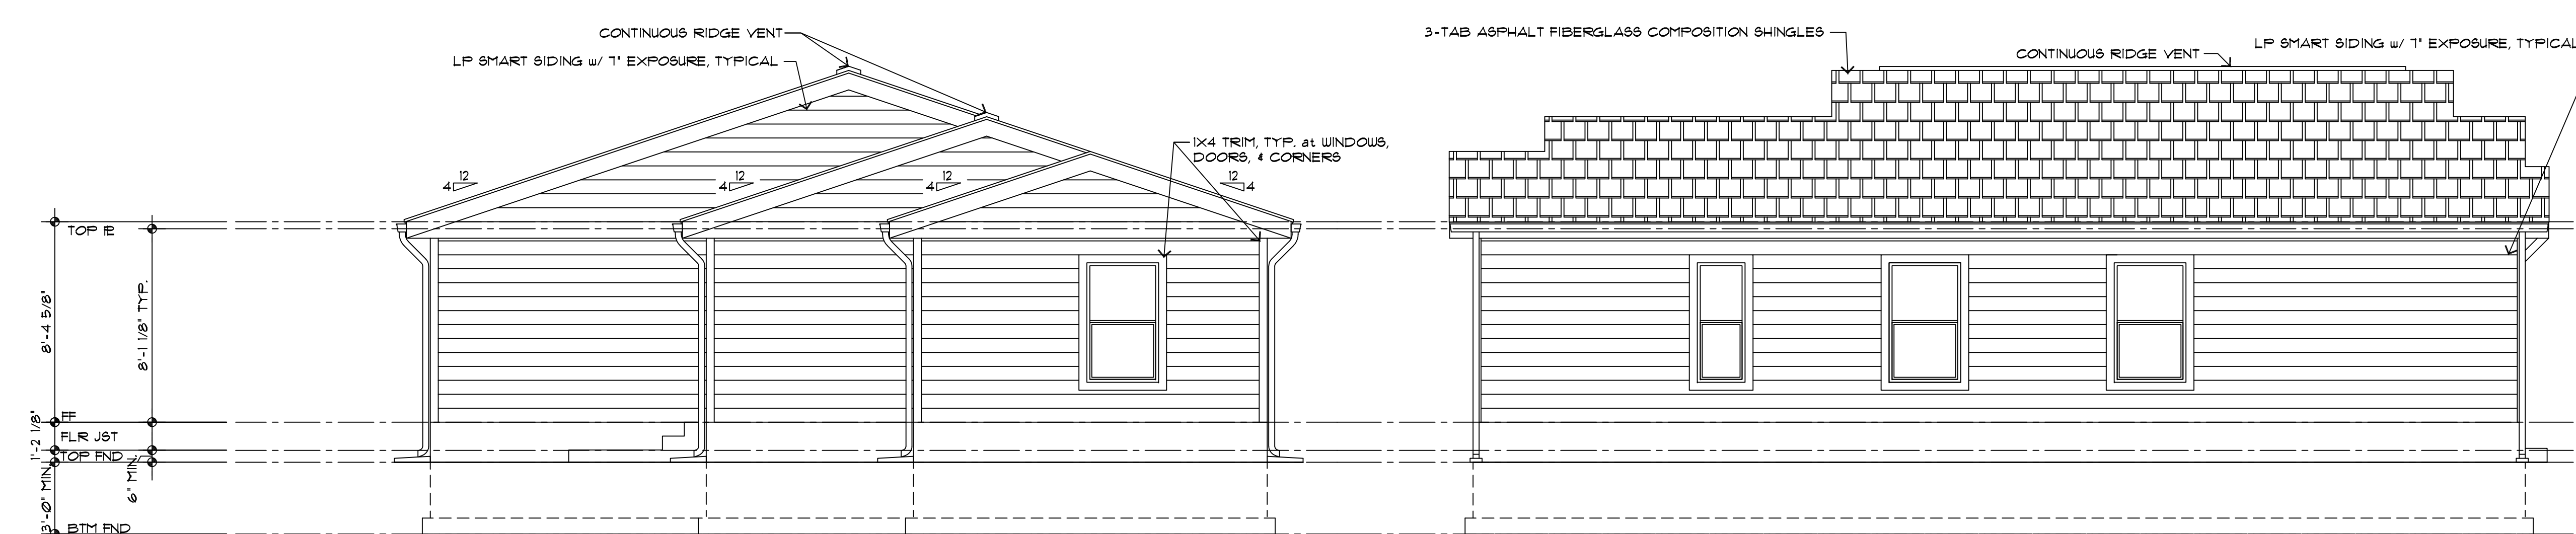 CONTINUOUS RIDGE VENT
LP SMART SIDING w/ 7" EXPOSURE, TYPICAL
3-TAB ASPHALT FIBERGLASS COMPOSITION SHINGLES
CONTINUOUS RIDGE VENT
LP SMART SIDING w/ 7" EXPOSURE, TYPICAL
1X4 TRIM, TYP. at WINDOWS,
DOORS, & CORNERS
12
4
12
4
12
4
12
4
TOP PL
8'-4 5/8"
8'-1 1/8" TYP.
FF
1'-2 1/8"
FLR JST
TOP FND
6" MIN.
3'-0" MIN.
BTM FND